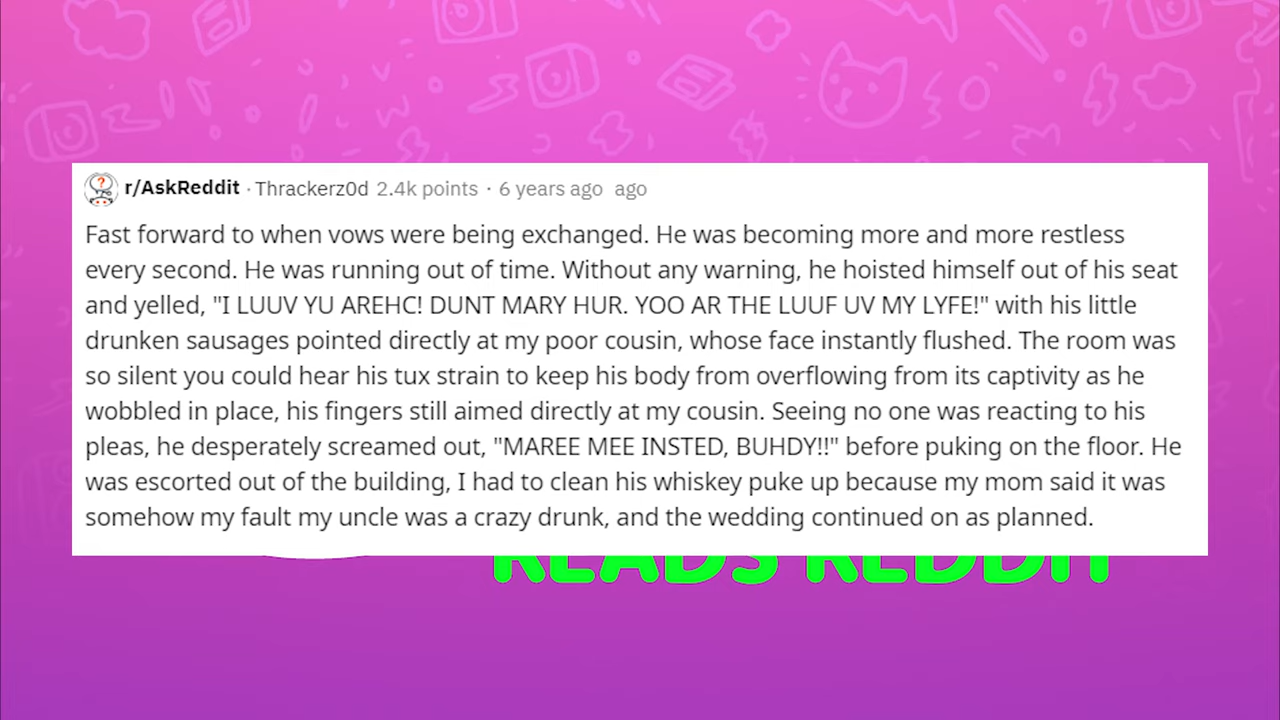 r/AskReddit · Thrackerz0d 2.4k points · 6 years ago ago
Fast forward to when vows were being exchanged. He was becoming more and more restless
every second. He was running out of time. Without any warning, he hoisted himself out of his seat
and yelled, "I LUUV YU AREHC! DUNT MARY HUR. YOO AR THE LUUF UV MY LYFE!" with his little
drunken sausages pointed directly at my poor cousin, whose face instantly flushed. The room was
so silent you could hear his tux strain to keep his body from overflowing from its captivity as he
wobbled in place, his fingers still aimed directly at my cousin. Seeing no one was reacting to his
pleas, he desperately screamed out, "MAREE MEE INSTED, BUHDY!!" before puking on the floor. He
was escorted out of the building, I had to clean his whiskey puke up because my mom said it was
somehow my fault my uncle was a crazy drunk, and the wedding continued on as planned.
READS REDDIT